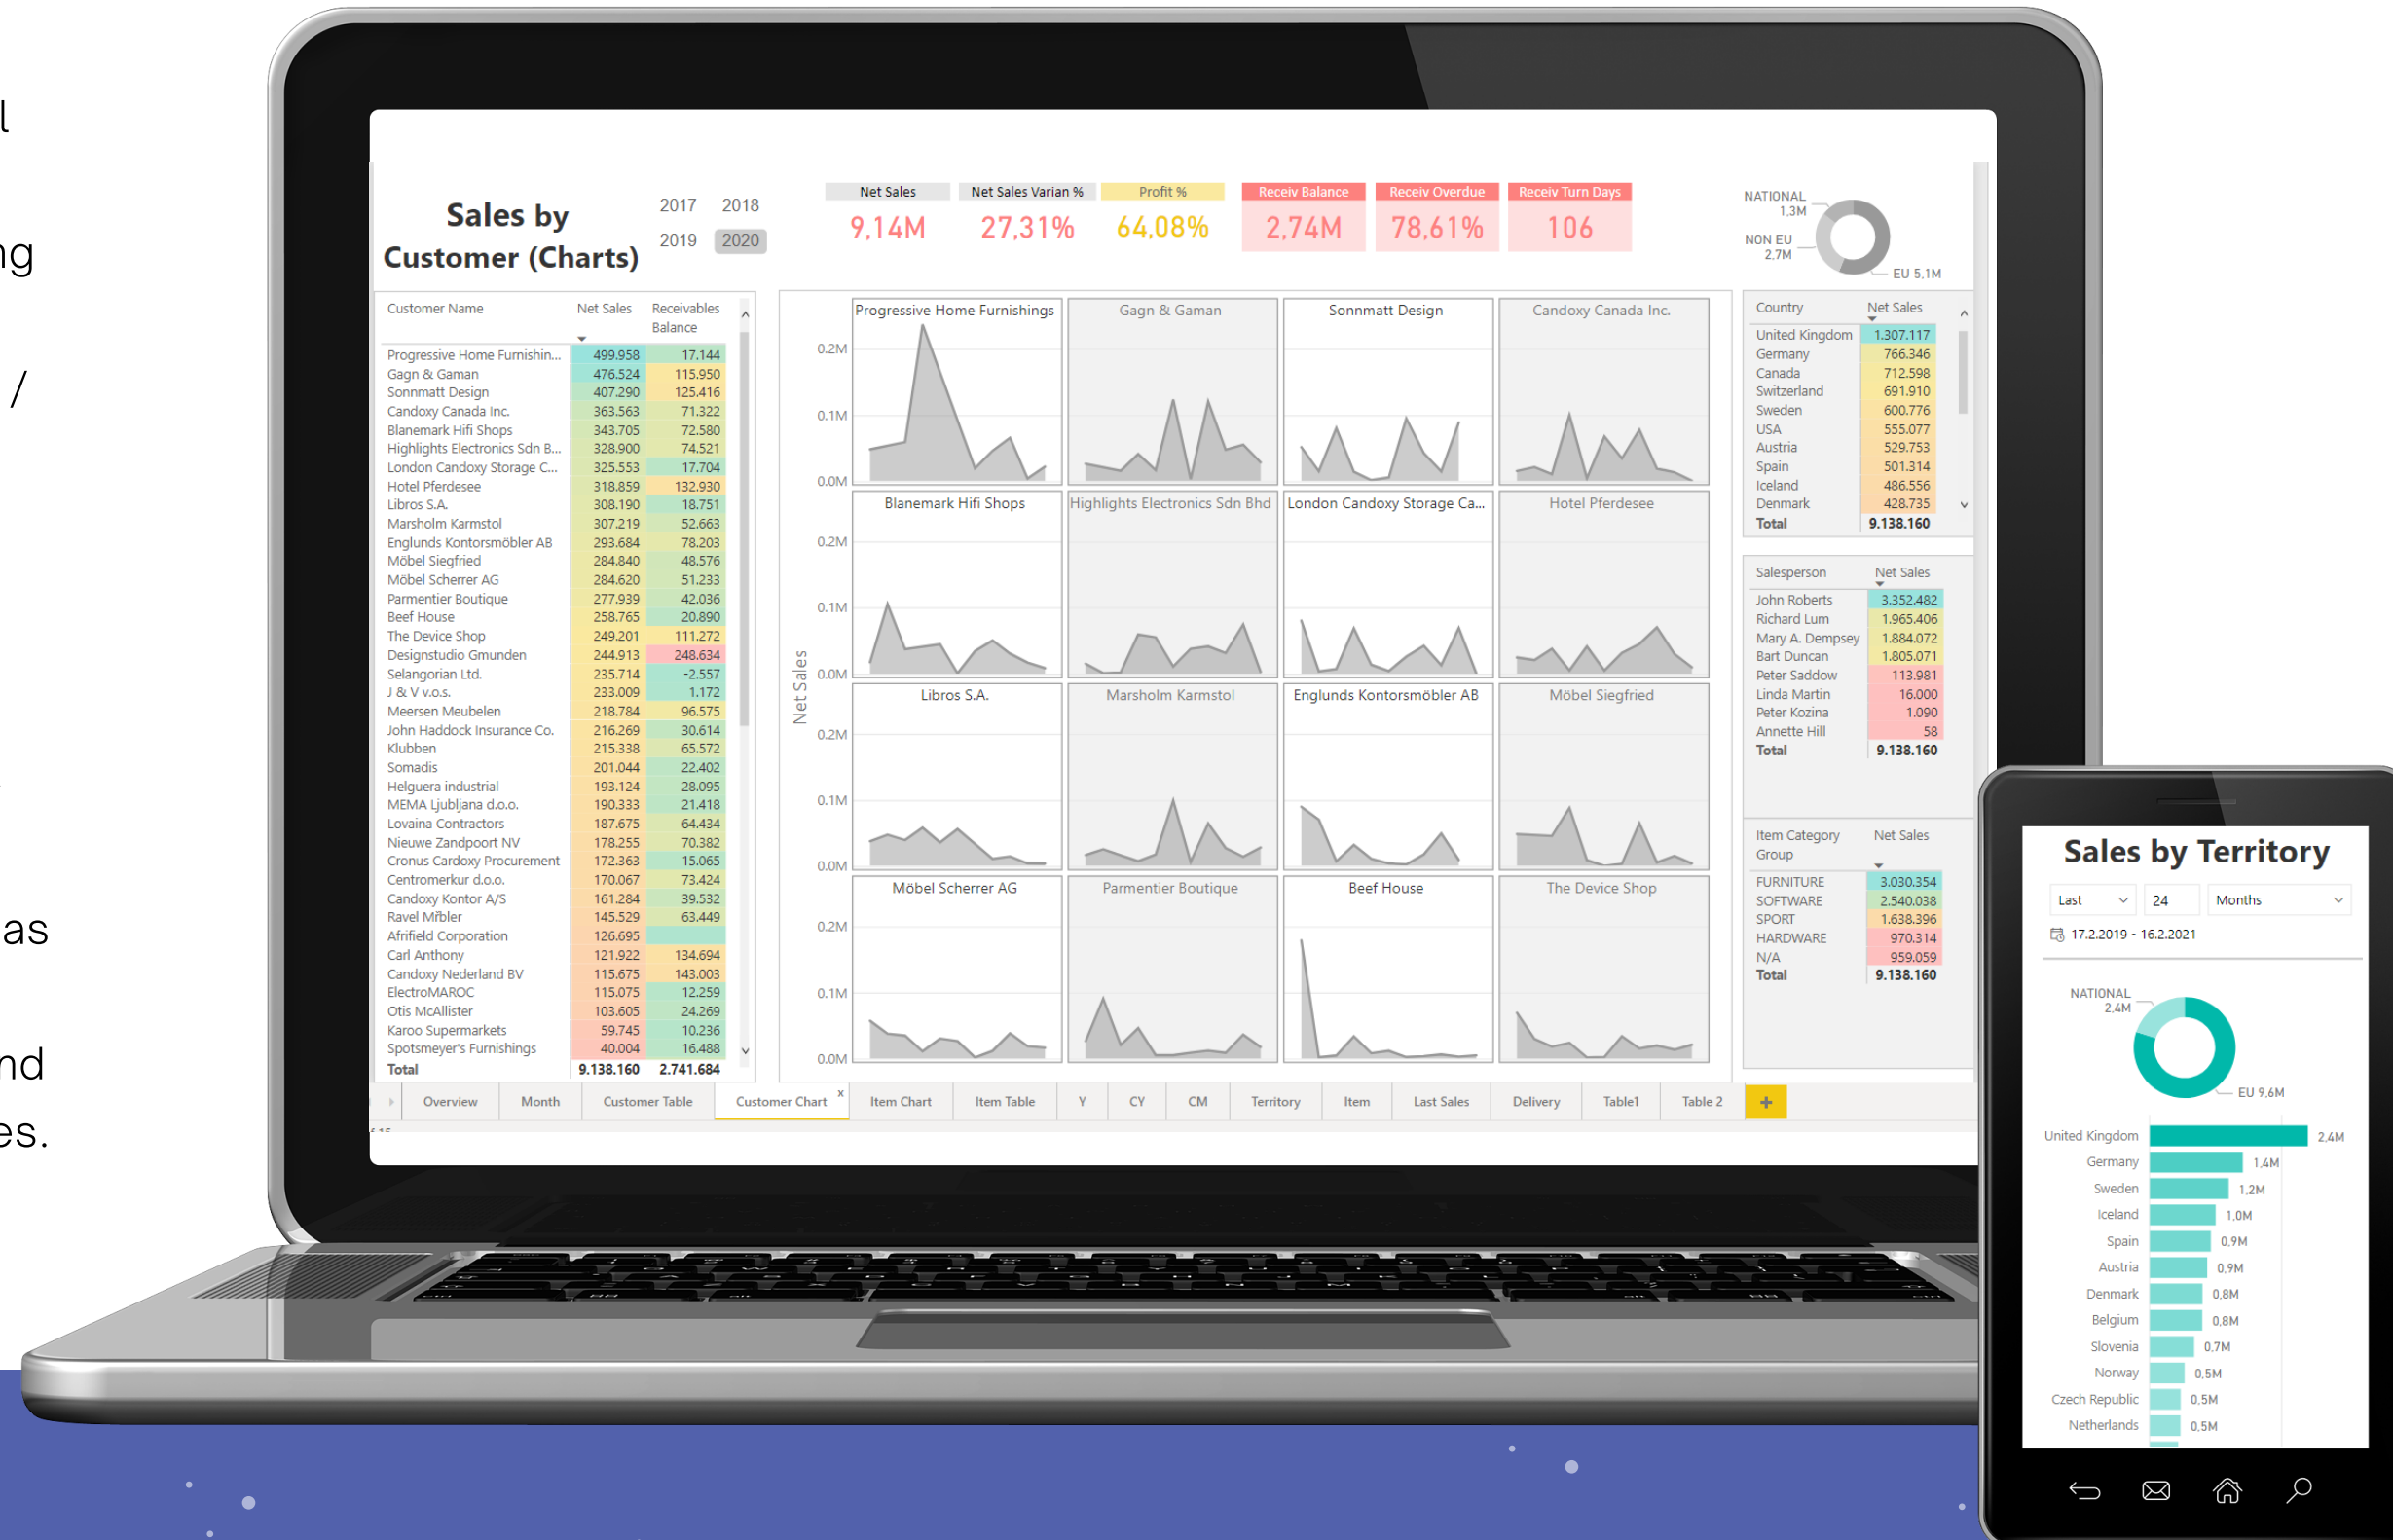 l
ng
/
as
nd
es.
Sales by
Customer (Charts)
2017 2018
2019 2020
Net Sales
9,14M
Net Sales Varian %
27,31%
Profit %
64,08%
Receiv Balance
2,74M
Receiv Overdue
78,61%
Receiv Turn Days
106
NATIONAL
1,3M
NON EU
2,7M
EU 5,1M
Customer Name Net Sales Receivables
Balance
Progressive Home Furnishin... 499.958 17.144
Gagn & Gaman 476.524 115.950
Sonnmatt Design 407.290 125.416
Candoxy Canada Inc. 363.563 71.322
Blanemark Hifi Shops 343.705 72.580
Highlights Electronics Sdn B... 328.900 74.521
London Candoxy Storage C... 325.553 17.704
Hotel Pferdesee 318.859 132.930
Libros S.A. 308.190 18.751
Marsholm Karmstol 307.219 52.663
Englunds Kontorsmöbler AB 293.684 78.203
Möbel Siegfried 284.840 48.576
Möbel Scherrer AG 284.620 51.233
Parmentier Boutique 277.939 42.036
Beef House 258.765 20.890
The Device Shop 249.201 111.272
Designstudio Gmunden 244.913 248.634
Selangorian Ltd. 235.714 -2.557
J & V v.o.s. 233.009 1.172
Meersen Meubelen 218.784 96.575
John Haddock Insurance Co. 216.269 30.614
Klubben 215.338 65.572
Somadis 201.044 22.402
Helguera industrial 193.124 28.095
MEMA Ljubljana d.o.o. 190.333 21.418
Lovaina Contractors 187.675 64.434
Nieuwe Zandpoort NV 178.255 70.382
Cronus Cardoxy Procurement 172.363 15.065
Centromerkur d.o.o. 170.067 73.424
Candoxy Kontor A/S 161.284 39.532
Ravel Møbler 145.529 63.449
Afrifield Corporation 126.695
Carl Anthony 121.922 134.694
Candoxy Nederland BV 115.675 143.003
ElectroMAROC 115.075 12.259
Otis McAllister 103.605 24.269
Karoo Supermarkets 59.745 10.236
Spotsmeyer's Furnishings 40.004 16.488
Total 9.138.160 2.741.684
Net Sales
Progressive Home Furnishings Gagn & Gaman Sonnmatt Design Candoxy Canada Inc.
0.2M
0.1M
0.0M
Blanemark Hifi Shops Highlights Electronics Sdn Bhd London Candoxy Storage Ca... Hotel Pferdesee
0.2M
0.1M
0.0M
Libros S.A. Marsholm Karmstol Englunds Kontorsmöbler AB Möbel Siegfried
0.2M
0.1M
0.0M
Möbel Scherrer AG Parmentier Boutique Beef House The Device Shop
0.2M
0.1M
0.0M
Country Net Sales
United Kingdom 1.307.117
Germany 766.346
Canada 712.598
Switzerland 691.910
Sweden 600.776
USA 555.077
Austria 529.753
Spain 501.314
Iceland 486.556
Denmark 428.735
Total 9.138.160
Salesperson Net Sales
John Roberts 3.352.482
Richard Lum 1.965.406
Mary A. Dempsey 1.884.072
Bart Duncan 1.805.071
Peter Saddow 113.981
Linda Martin 16.000
Peter Kozina 1.090
Annette Hill 58
Total 9.138.160
Item Category Net Sales
Group
FURNITURE 3.030.354
SOFTWARE 2.540.038
SPORT 1.638.396
HARDWARE 970.314
N/A 959.059
Total 9.138.160
Overview Month Customer Table Customer Chart x Item Chart Item Table Y CY CM Territory Item Last Sales Delivery Table1 Table 2 +
Sales by Territory
Last 24 Months
17.2.2019 - 16.2.2021
NATIONAL
2,4M
EU 9,6M
United Kingdom 2,4M
Germany 1,4M
Sweden 1,2M
Iceland 1,0M
Spain 0,9M
Austria 0,9M
Denmark 0,8M
Belgium 0,8M
Slovenia 0,7M
Norway 0,5M
Czech Republic 0,5M
Netherlands 0,5M